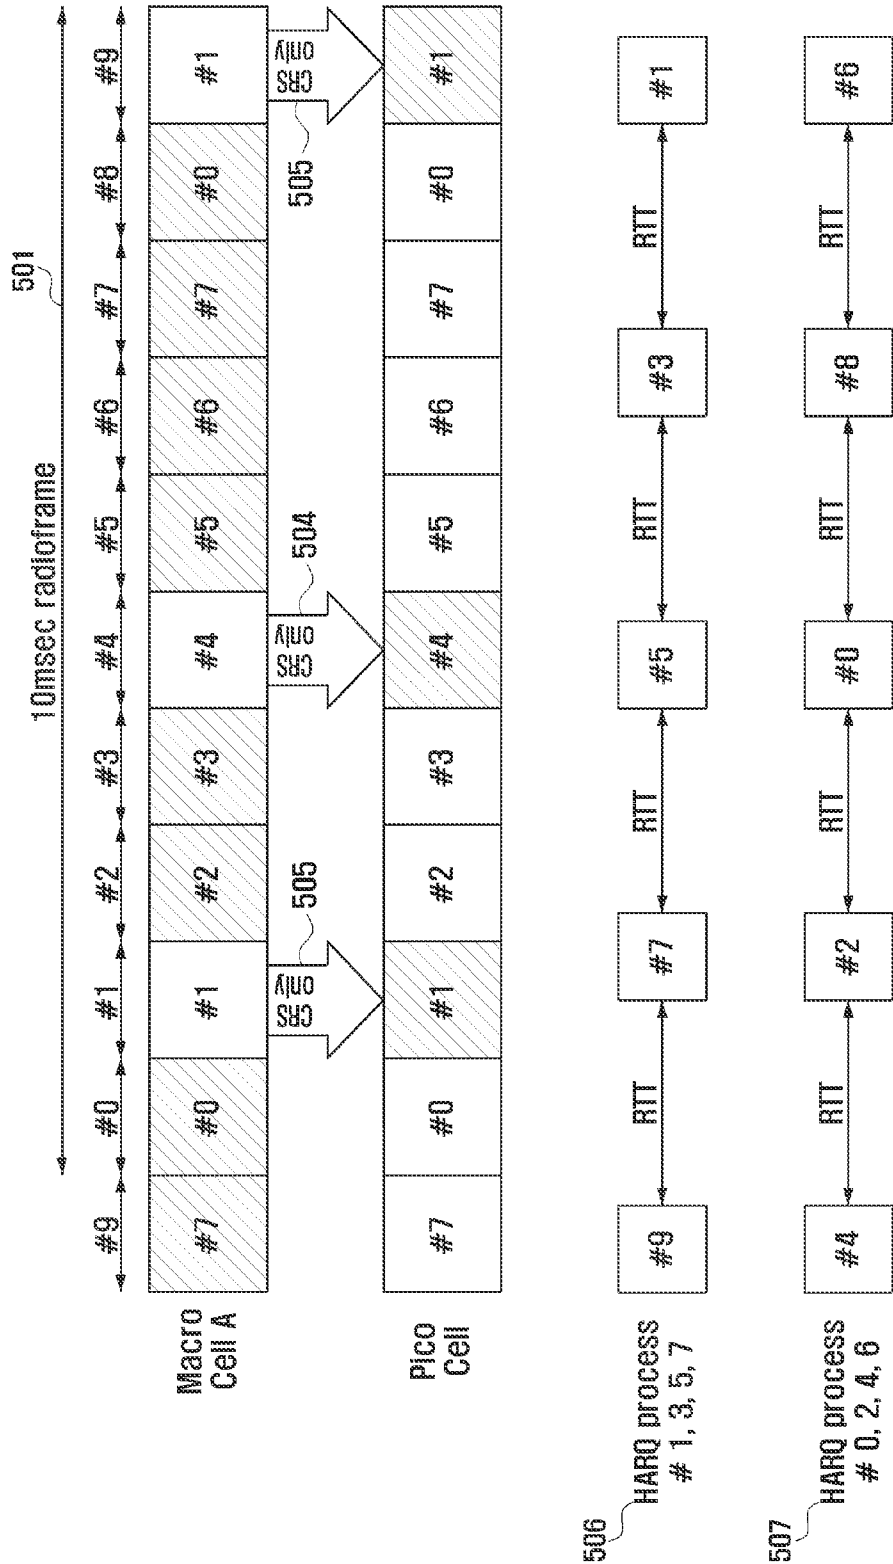 501
10msec radioframe
#9 #0 #1 #2 #3 #4 #5 #6 #7 #8 #9
Macro
Cell A
#7 #0 #1 #2 #3 #4 #5 #6 #7 #0 #1
CRS
only
505
CRS
only
504
CRS
only
505
Pico
Cell
#7 #0 #1 #2 #3 #4 #5 #6 #7 #0 #1
506
HARQ process
# 1, 3, 5, 7
#9 RTT #7 RTT #5 RTT #3 RTT #1
507
HARQ process
# 0, 2, 4, 6
#4 RTT #2 RTT #0 RTT #8 RTT #6